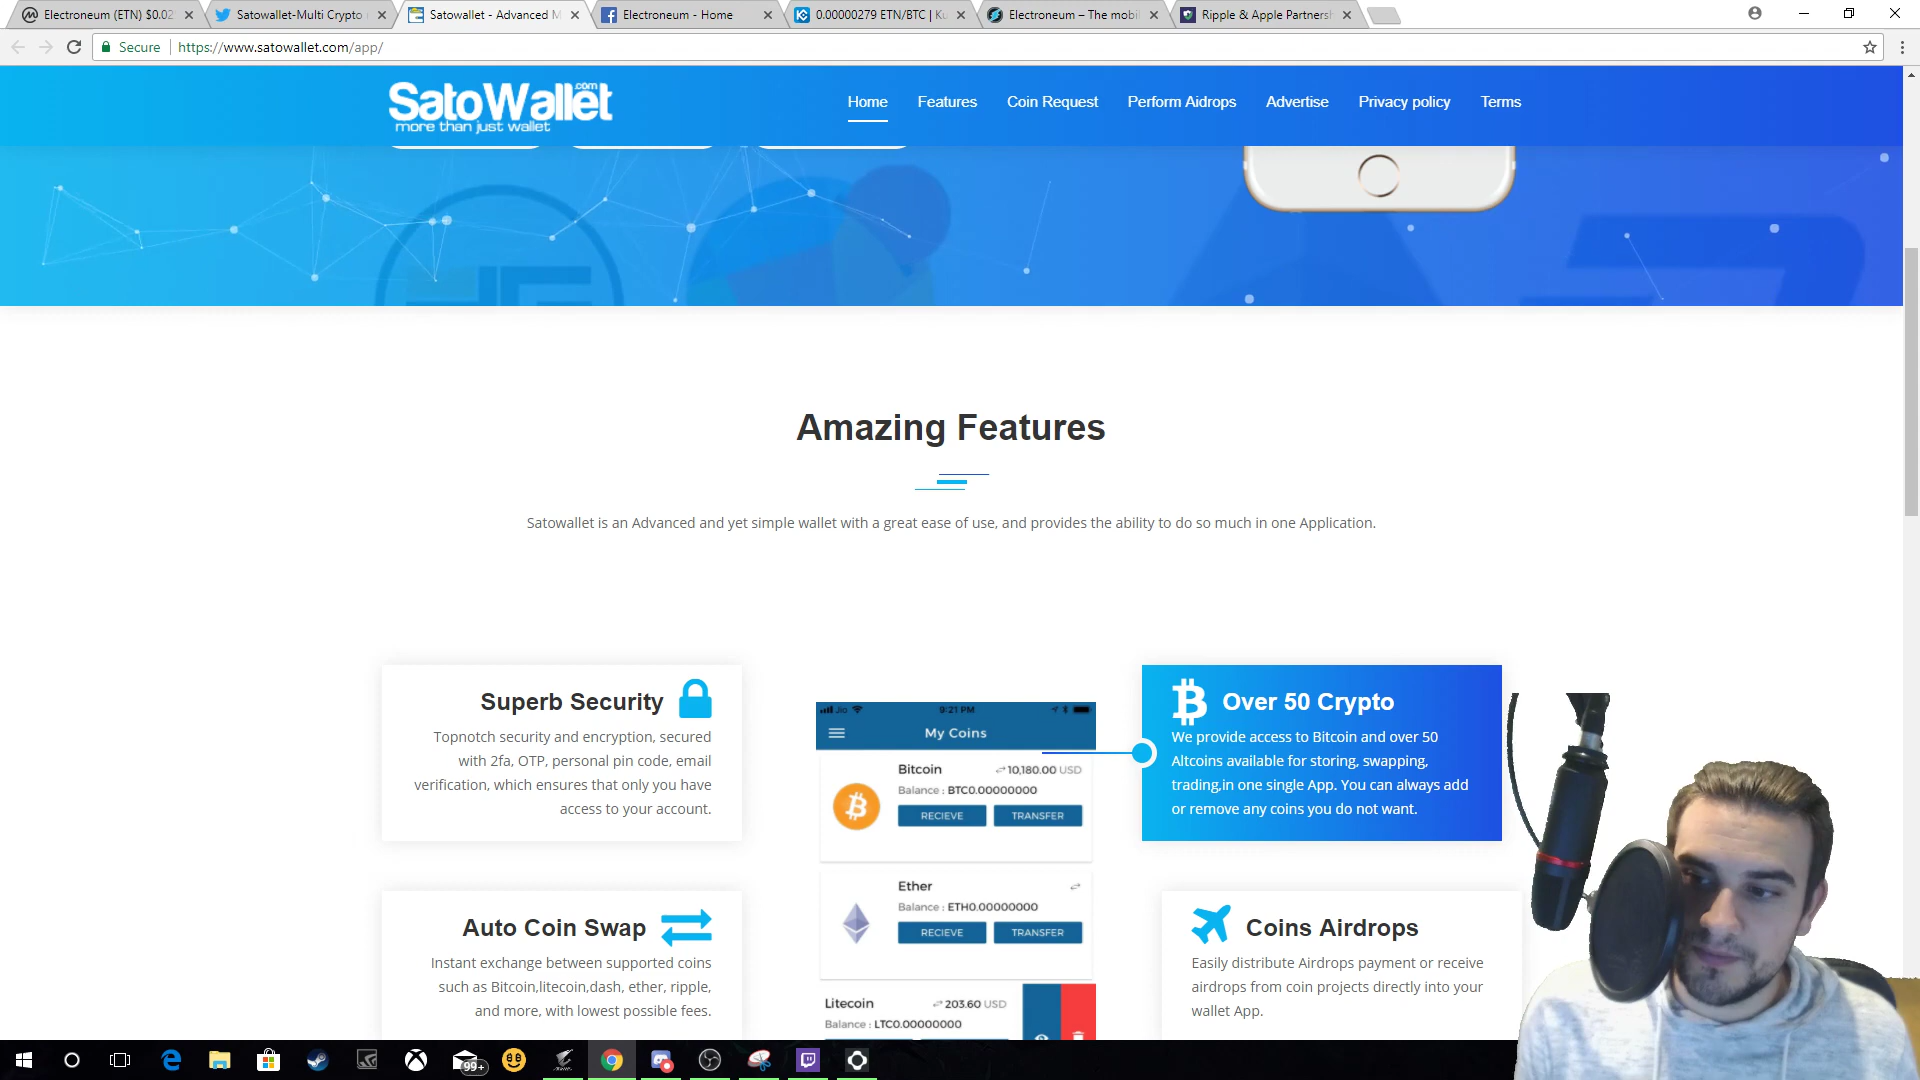 Electroneum (ETN) $0.02
Satowallet-Multi Crypto
Satowallet - Advanced M
Electroneum - Home
0.00000279 ETN/BTC | Ku
Electroneum – The mobi
Ripple & Apple Partnersh
Secure
https://www.satowallet.com/app/
SatoWallet
.com
more than just wallet
Home
Features
Coin Request
Perform Aidrops
Advertise
Privacy policy
Terms
Amazing Features
Satowallet is an Advanced and yet simple wallet with a great ease of use, and provides the ability to do so much in one Application.
Superb Security
Topnotch security and encryption, secured
with 2fa, OTP, personal pin code, email
verification, which ensures that only you have
access to your account.
Auto Coin Swap
Instant exchange between supported coins
such as Bitcoin,litecoin,dash, ether, ripple,
and more, with lowest possible fees.
Jio
9:21 PM
My Coins
Bitcoin
10,180.00 USD
Balance : BTC0.00000000
RECIEVE
TRANSFER
Ether
Balance : ETH0.00000000
RECIEVE
TRANSFER
Litecoin
203.60 USD
Balance : LTC0.00000000
Over 50 Crypto
We provide access to Bitcoin and over 50
Altcoins available for storing, swapping,
trading,in one single App. You can always add
or remove any coins you do not want.
Coins Airdrops
Easily distribute Airdrops payment or receive
airdrops from coin projects directly into your
wallet App.
99+